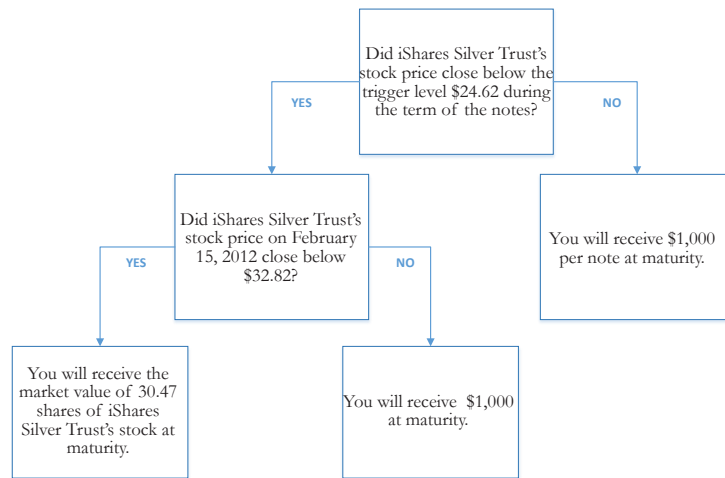 Did iShares Silver Trust's
stock price close below the
trigger level $24.62 during
the term of the notes?
YES
NO
Did iShares Silver Trust's
stock price on February
15, 2012 close below
$32.82?
You will receive $1,000
per note at maturity.
YES
NO
You will receive the
market value of 30.47
shares of iShares
Silver Trust's stock at
maturity.
You will receive $1,000
at maturity.